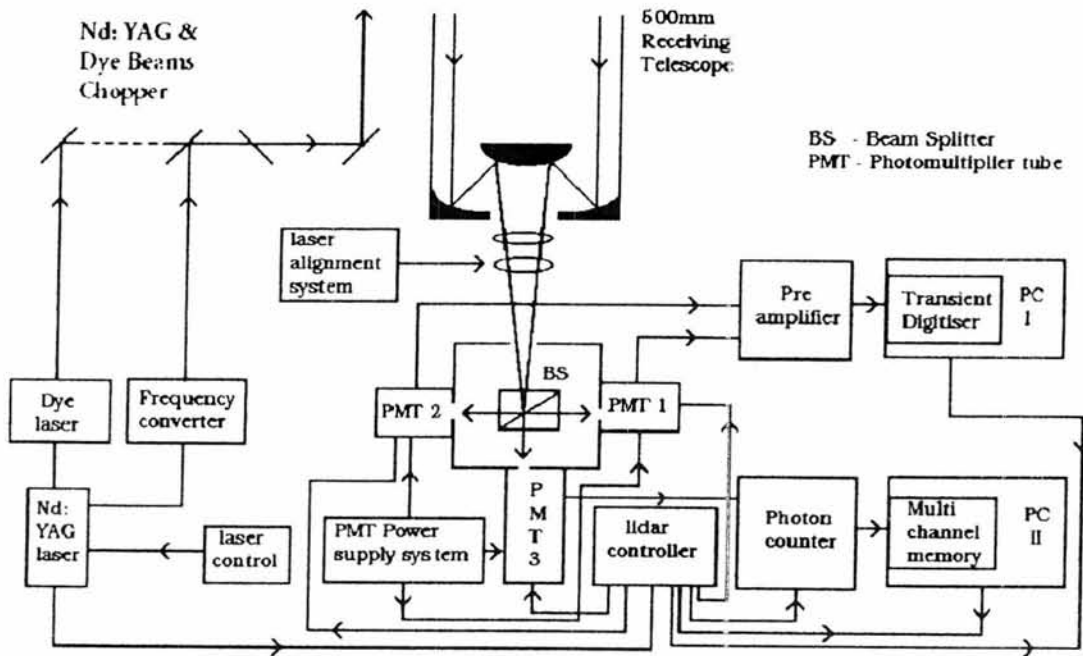 Nd: YAG &
Dye Beams
Chopper
500mm
Receiving
Telescope
BS - Beam Splitter
PMT - Photomultiplier tube
laser
alignment
system
Pre
amplifier
Transient
Digitiser
PC
I
BS
Dye
laser
Frequency
converter
PMT 2
PMT 1
Nd:
YAG
laser
laser
control
PMT Power
supply system
P
M
T
3
lidar
controller
Photon
counter
Multi
channel
memory
PC
II